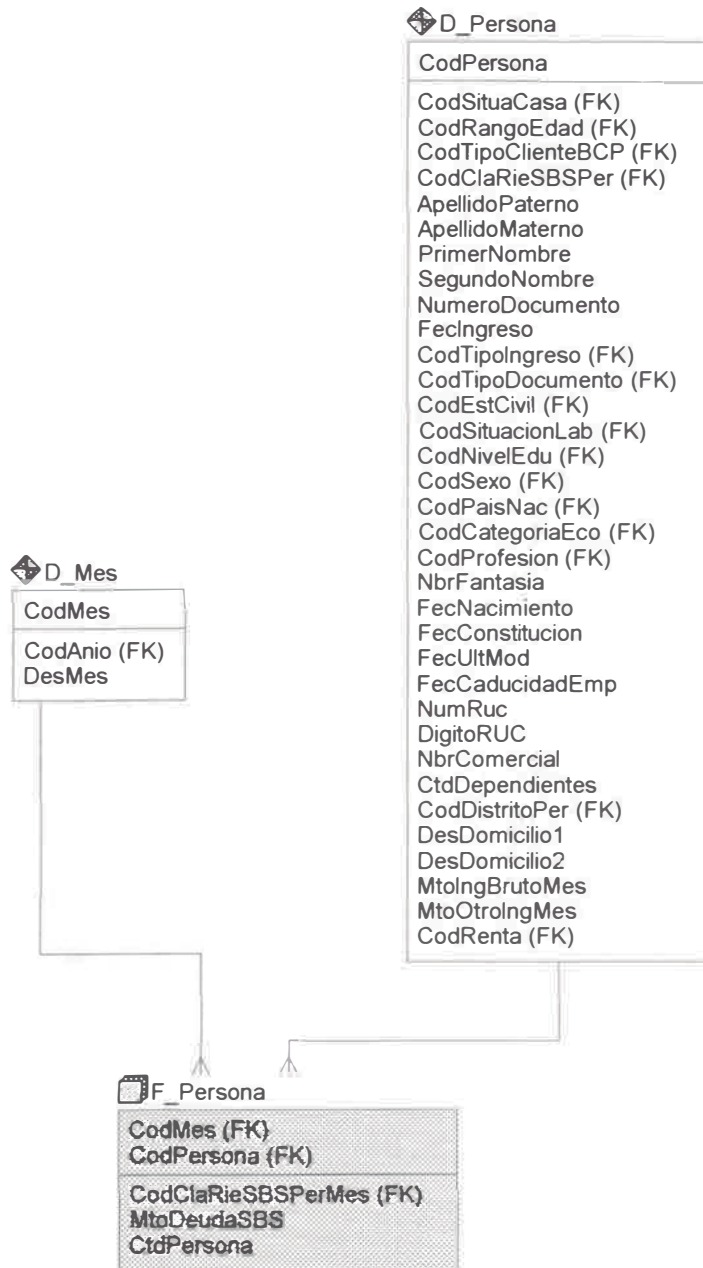 D_Persona
CodPersona
CodSituaCasa (FK)
CodRangoEdad (FK)
CodTipoClienteBCP (FK)
CodClaRieSBSPer (FK)
ApellidoPaterno
ApellidoMaterno
PrimerNombre
SegundoNombre
NumeroDocumento
FecIngreso
CodTipoIngreso (FK)
CodTipoDocumento (FK)
CodEstCivil (FK)
CodSituacionLab (FK)
CodNivelEdu (FK)
CodSexo (FK)
CodPaisNac (FK)
CodCategoriaEco (FK)
CodProfesion (FK)
NbrFantasia
FecNacimiento
FecConstitucion
FecUltMod
FecCaducidadEmp
NumRuc
DigitoRUC
NbrComercial
CtdDependientes
CodDistritoPer (FK)
DesDomicilio1
DesDomicilio2
MtoIngBrutoMes
MtoOtroIngMes
CodRenta (FK)
D_Mes
CodMes
CodAnio (FK)
DesMes
F_Persona
CodMes (FK)
CodPersona (FK)
CodClaRieSBSPerMes (FK)
MtoDeudaSBS
CtdPersona